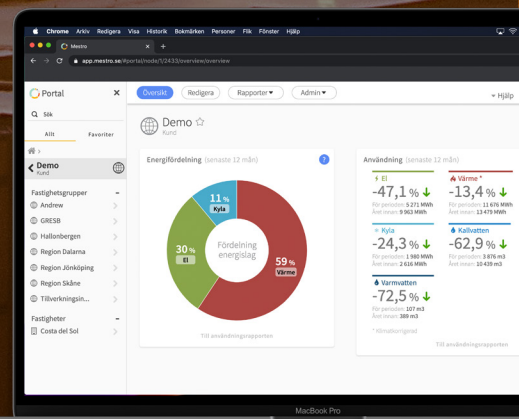 Chrome Arkiv Redigera Visa Historik Bokmärken Personer Flik Fönster Hjälp
Mestro × +
app.mestro.se/#portal/node/1/2433/overview/overview
Portal ×
Översikt Redigera Rapporter Admin
Hjälp
Sök
Allt Favoriter
Demo
Kund
Demo
Kund
Fastighetsgrupper –
Andrew
GRESB
Hallonbergen
Region Dalarna
Region Jönköping
Region Skåne
Tillverkningsin...
Fastigheter –
Costa del Sol
Energifördelning (senaste 12 mån) ?
11 %
Kyla
30 %
El
Fördelning
energislag
59 %
Värme
Till användningsrapporten
Användning (senaste 12 mån)
El
-47,1 %
För perioden: 5 271 MWh
Året innan: 9 963 MWh
Värme *
-13,4 %
För perioden: 11 676 MWh
Året innan: 13 479 MWh
Kyla
-24,3 %
För perioden: 1 980 MWh
Året innan: 2 616 MWh
Kallvatten
-62,9 %
För perioden: 3 876 m3
Året innan: 10 439 m3
Varmvatten
-72,5 %
För perioden: 107 m3
Året innan: 389 m3
* Klimatkorrigerad
Till användningsrapporten
MacBook Pro